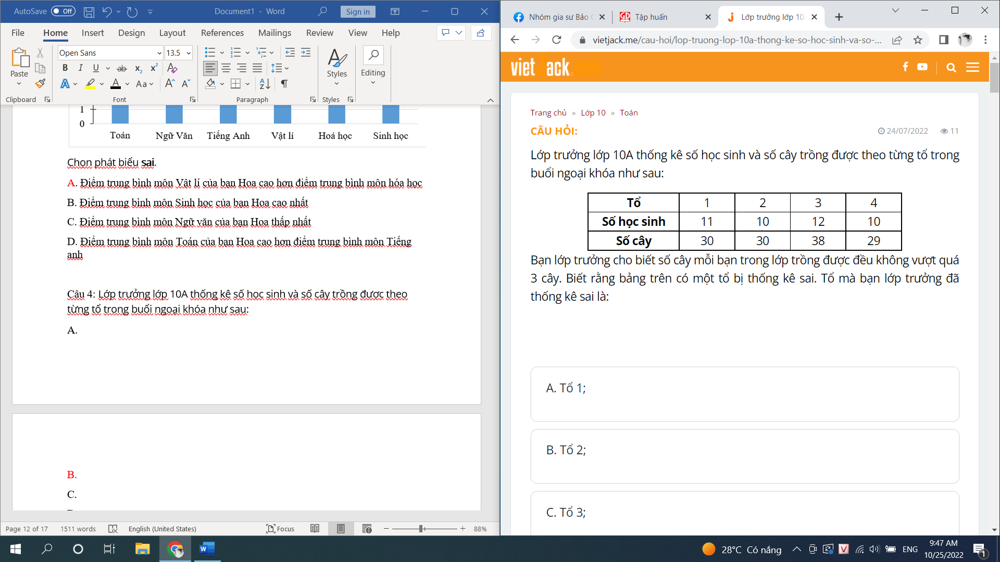 AutoSave Off Document1 - Word Sign in
File Home Insert Design Layout References Mailings Review View Help
Paste
Open Sans 13.5
Styles
Editing
Clipboard Font Paragraph Styles
1
0
Toán Ngữ Văn Tiếng Anh Vật lí Hoá học Sinh học
Chọn phát biểu sai.
A. Điểm trung bình môn Vật lí của bạn Hoa cao hơn điểm trung bình môn hóa học
B. Điểm trung bình môn Sinh học của bạn Hoa cao nhất
C. Điểm trung bình môn Ngữ văn của bạn Hoa thấp nhất
D. Điểm trung bình môn Toán của bạn Hoa cao hơn điểm trung bình môn Tiếng
anh
Câu 4: Lớp trưởng lớp 10A thống kê số học sinh và số cây trồng được theo
từng tổ trong buổi ngoại khóa như sau:
A.
B.
C.
Page 12 of 17 1511 words English (United States) Focus 88%
Nhóm gia sư Bảo Tập huấn Lớp trưởng lớp 10
vietjack.me/cau-hoi/lop-truong-lop-10a-thong-ke-so-hoc-sinh-va-so-...
vietJack.com
Trang chủ » Lớp 10 » Toán
CÂU HỎI: 24/07/2022 11
Lớp trưởng lớp 10A thống kê số học sinh và số cây trồng được theo từng tổ trong
buổi ngoại khóa như sau:
Tổ 1 2 3 4
Số học sinh 11 10 12 10
Số cây 30 30 38 29
Bạn lớp trưởng cho biết số cây mỗi bạn trong lớp trồng được đều không vượt quá
3 cây. Biết rằng bảng trên có một tổ bị thống kê sai. Tổ mà bạn lớp trưởng đã
thống kê sai là:
A. Tổ 1;
B. Tổ 2;
C. Tổ 3;
28°C Có nắng ENG 9:47 AM
10/25/2022 1